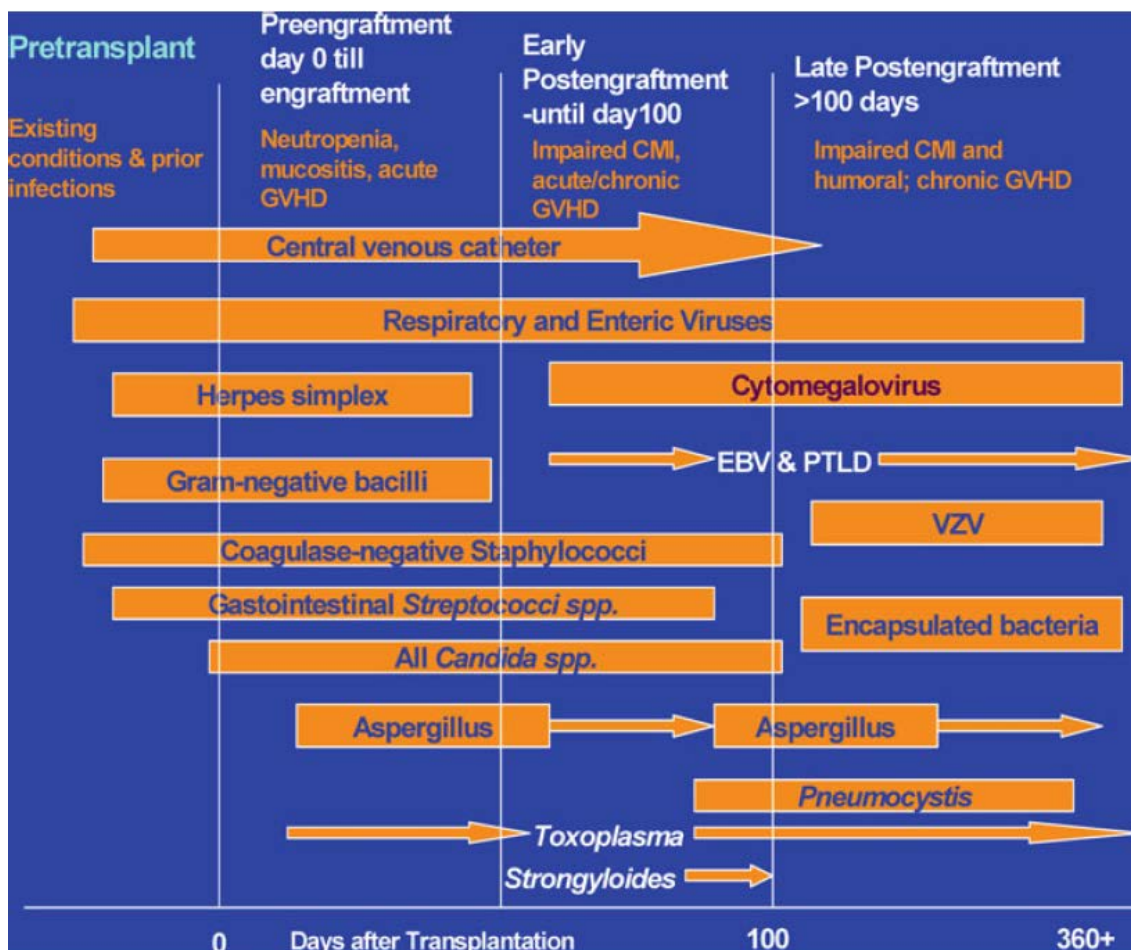 Pretransplant
Existing
conditions & prior
infections
Preengraftment
day 0 till
engraftment
Neutropenia,
mucositis, acute
GVHD
Early
Postengraftment
-until day100
Impaired CMI,
acute/chronic
GVHD
Late Postengraftment
>100 days
Impaired CMI and
humoral; chronic GVHD
Central venous catheter
Respiratory and Enteric Viruses
Herpes simplex
Cytomegalovirus
EBV & PTLD
Gram-negative bacilli
VZV
Coagulase-negative Staphylococci
Gastointestinal Streptococci spp.
Encapsulated bacteria
All Candida spp.
Aspergillus
Aspergillus
Pneumocystis
Toxoplasma
Strongyloides
0
Days after Transplantation
100
360+